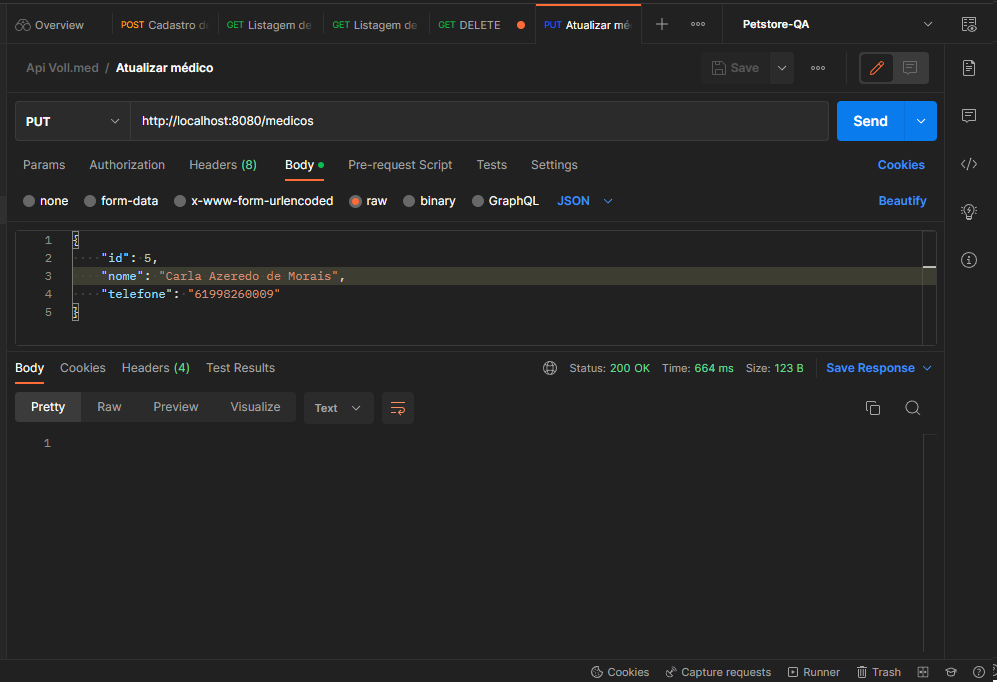 Overview POST Cadastro de GET Listagem de GET Listagem de GET DELETE PUT Atualizar mé Petstore-QA
Api Voll.med / Atualizar médico Save
PUT http://localhost:8080/medicos Send
Params Authorization Headers (8) Body Pre-request Script Tests Settings Cookies
none form-data x-www-form-urlencoded raw binary GraphQL JSON Beautify
1 {
2 "id": 5,
3 "nome": "Carla Azeredo de Morais",
4 "telefone": "61998260009"
5 }
Body Cookies Headers (4) Test Results Status: 200 OK Time: 664 ms Size: 123 B Save Response
Pretty Raw Preview Visualize Text
1
Cookies Capture requests Runner Trash